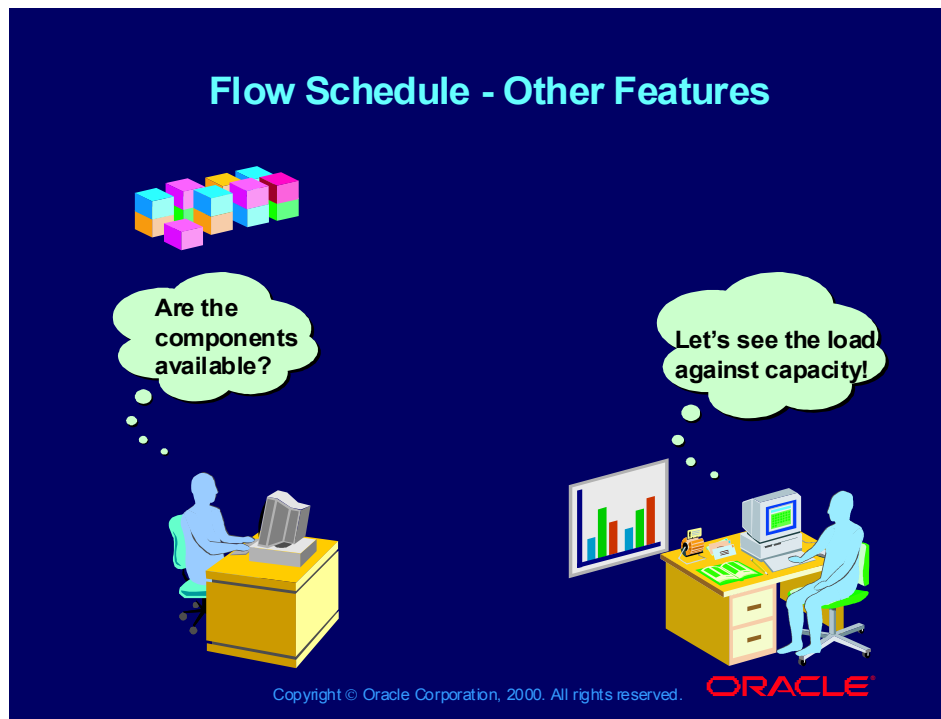 Flow Schedule - Other Features
Are the
components
available?
Let’s see the load
against capacity!
Copyright © Oracle Corporation, 2000. All rights reserved.
ORACLE®